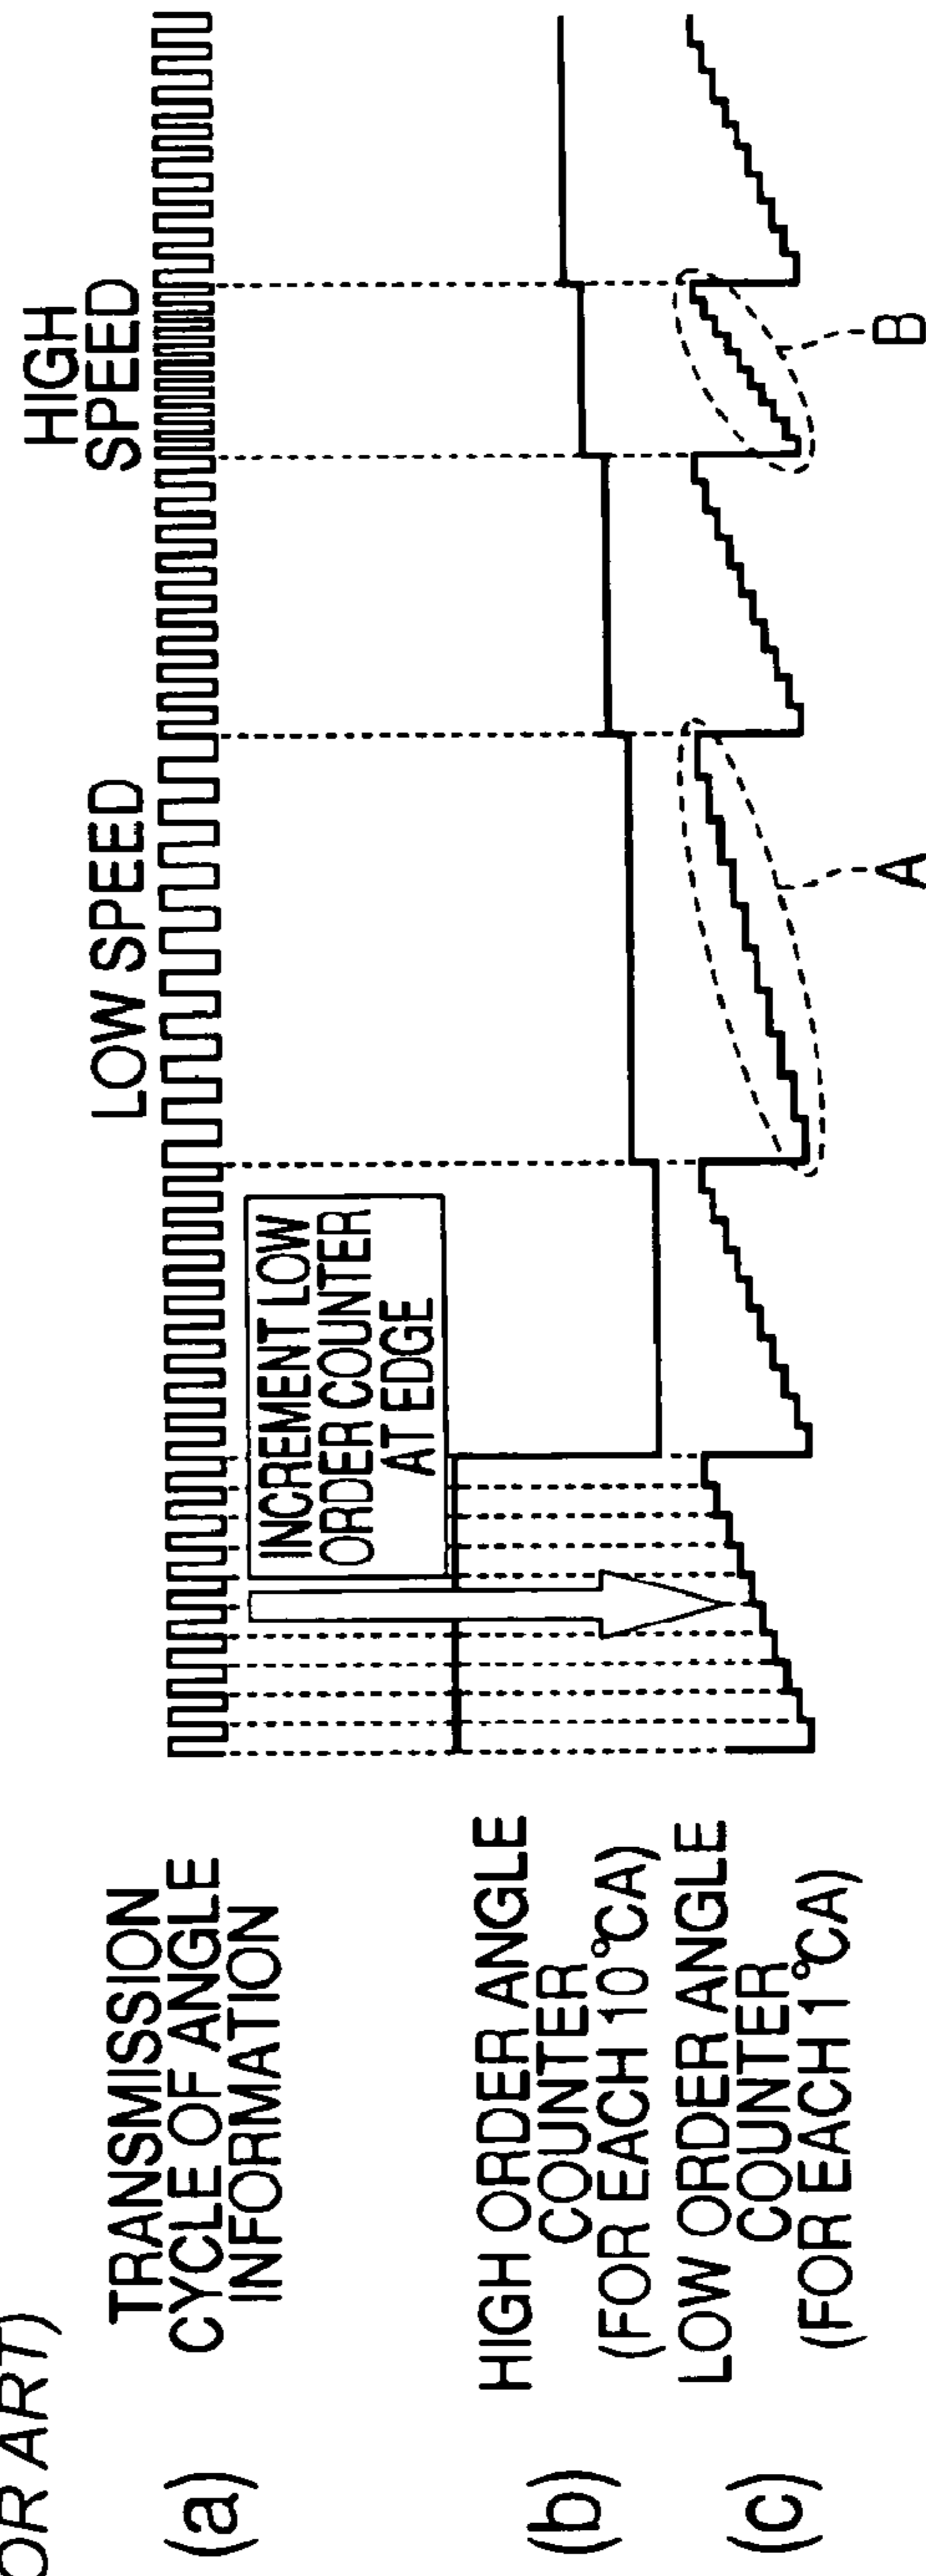 OR ART)
(a)
TRANSMISSION
CYCLE OF ANGLE
INFORMATION
LOW SPEED
HIGH
SPEED
INCREMENT LOW
ORDER COUNTER
AT EDGE
(b)
HIGH ORDER ANGLE
COUNTER
(FOR EACH 10°CA)
(c)
LOW ORDER ANGLE
COUNTER
(FOR EACH 1°CA)
A
B